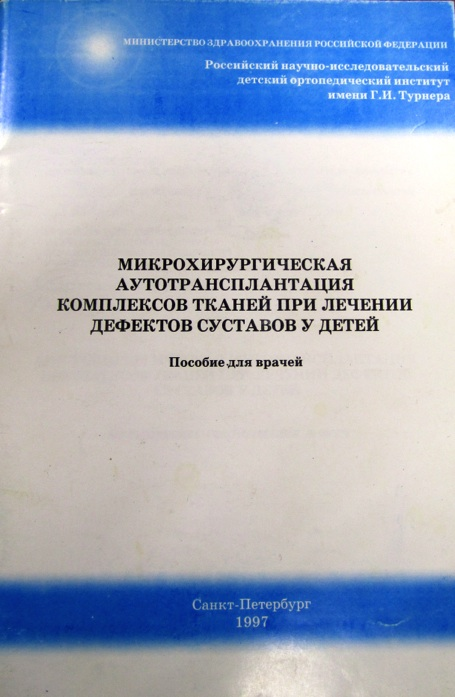 МИНИСТЕРСТВО ЗДРАВООХРАНЕНИЯ РОССИЙСКОЙ ФЕДЕРАЦИИ
Российский научно-исследовательский
детский ортопедический институт
имени Г.И. Турнера
МИКРОХИРУРГИЧЕСКАЯ
АУТОТРАНСПЛАНТАЦИЯ
КОМПЛЕКСОВ ТКАНЕЙ ПРИ ЛЕЧЕНИИ
ДЕФЕКТОВ СУСТАВОВ У ДЕТЕЙ
Пособие для врачей
Санкт-Петербург
1997